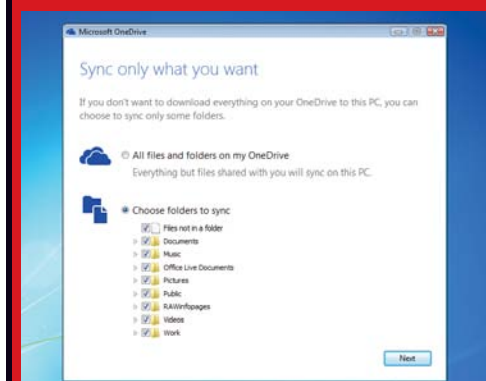 Microsoft OneDrive
Sync only what you want
If you don't want to download everything on your OneDrive to this PC, you can
choose to sync only some folders.
All files and folders on my OneDrive
Everything but files shared with you will sync on this PC.
Choose folders to sync
Files not in a folder
Documents
Music
Office Live Documents
Pictures
Public
RAWinfopages
Videos
Work
Next